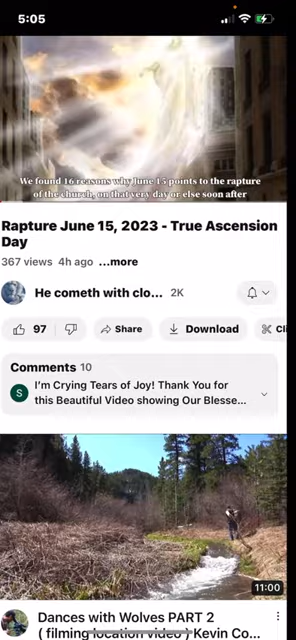 5:05
We found 16 reasons why June 15 points to the rapture
of the church, on that very day or else soon after
Rapture June 15, 2023 - True Ascension
Day
367 views 4h ago ...more
He cometh with clo... 2K
97 Share Download Cli
Comments 10
S I'm Crying Tears of Joy! Thank You for
this Beautiful Video showing Our Blesse...
11:00
Dances with Wolves PART 2
( filming location video ) Kevin Co...